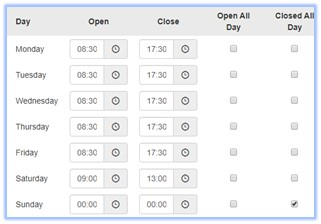 Day Open Close Open All Day Closed All Day
Monday 08:30 17:30
Tuesday 08:30 17:30
Wednesday 08:30 17:30
Thursday 08:30 17:30
Friday 08:30 17:30
Saturday 09:00 13:00
Sunday 00:00 00:00